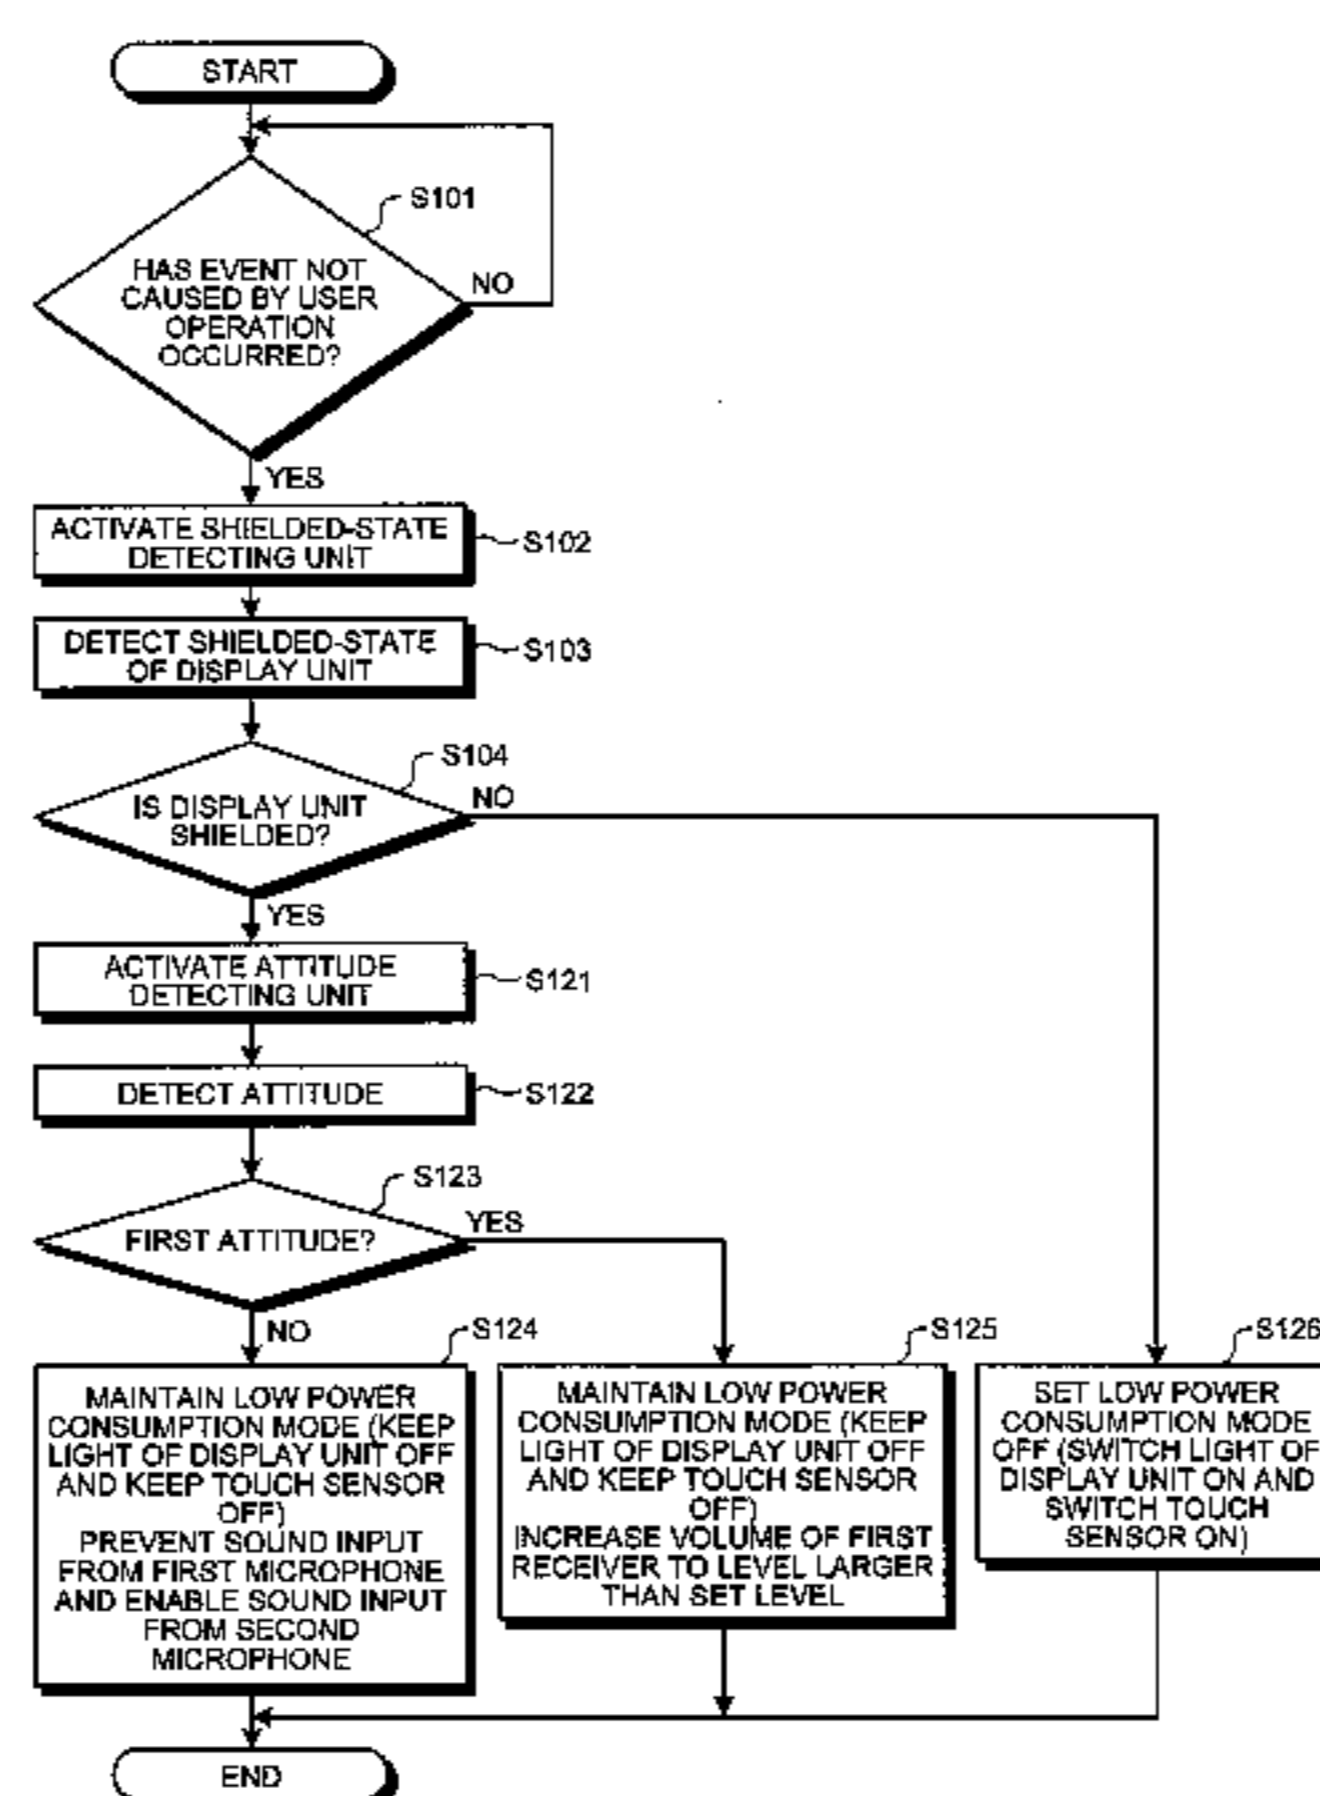 START
S101
HAS EVENT NOT
CAUSED BY USER
OPERATION
OCCURRED?
NO
YES
ACTIVATE SHIELDED-STATE
DETECTING UNIT
S102
DETECT SHIELDED-STATE
OF DISPLAY UNIT
S103
S104
IS DISPLAY UNIT
SHIELDED?
NO
YES
ACTIVATE ATTITUDE
DETECTING UNIT
S121
DETECT ATTITUDE
S122
S123
FIRST ATTITUDE?
YES
NO
S124
MAINTAIN LOW POWER
CONSUMPTION MODE (KEEP
LIGHT OF DISPLAY UNIT OFF
AND KEEP TOUCH SENSOR
OFF)
PREVENT SOUND INPUT
FROM FIRST MICROPHONE
AND ENABLE SOUND INPUT
FROM SECOND
MICROPHONE
S125
MAINTAIN LOW POWER
CONSUMPTION MODE (KEEP
LIGHT OF DISPLAY UNIT OFF
AND KEEP TOUCH SENSOR
OFF)
INCREASE VOLUME OF FIRST
RECEIVER TO LEVEL LARGER
THAN SET LEVEL
S126
SET LOW POWER
CONSUMPTION MODE
OFF (SWITCH LIGHT OF
DISPLAY UNIT ON AND
SWITCH TOUCH
SENSOR ON)
END